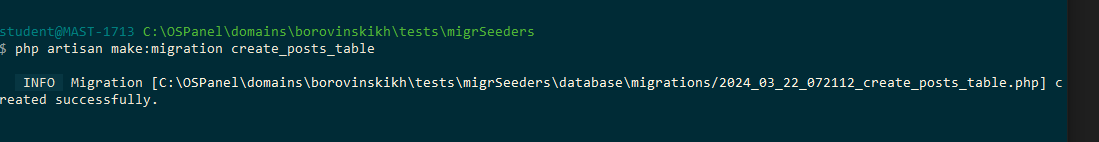 student@MAST-1713 C:\OSPanel\domains\borovinskikh\tests\migrSeeders
$ php artisan make:migration create_posts_table
INFO Migration [C:\OSPanel\domains\borovinskikh\tests\migrSeeders\database\migrations/2024_03_22_072112_create_posts_table.php] c
reated successfully.